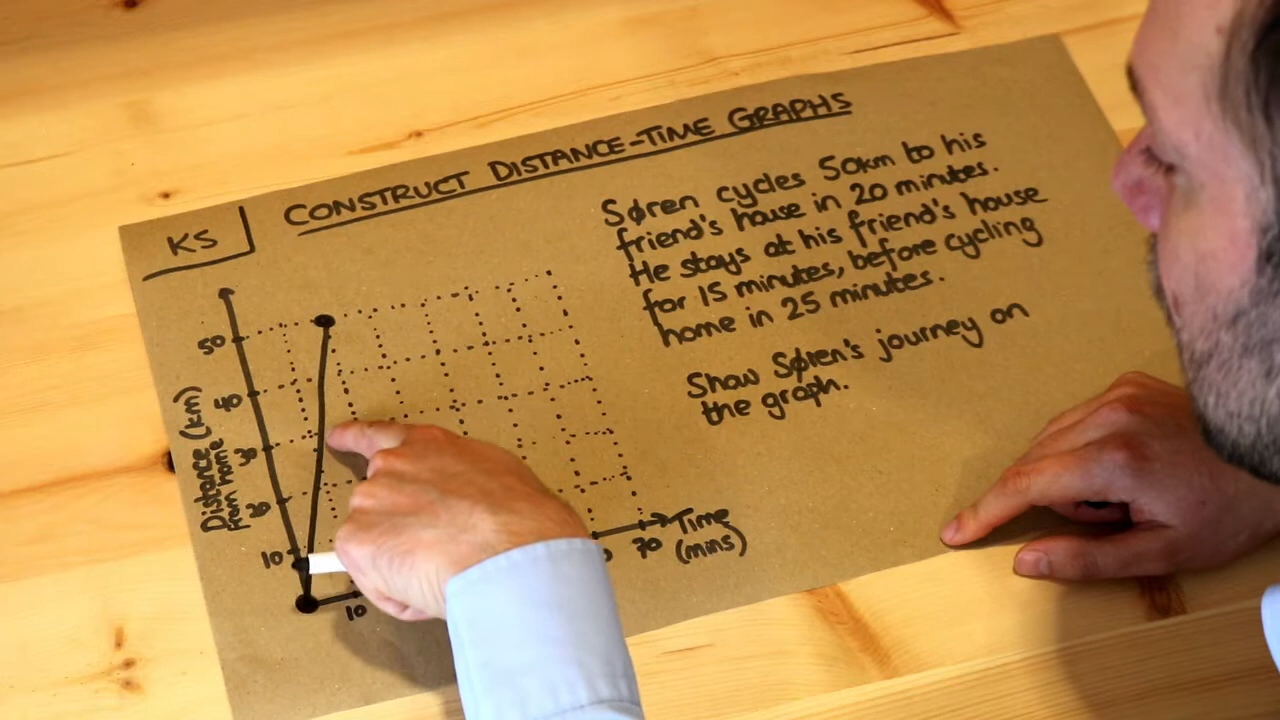 CONSTRUCT DISTANCE-TIME GRAPHS
KS
Søren cycles 50km to his
friend's house in 20 minutes.
He stays at his friend's house
for 15 minutes, before cycling
home in 25 minutes.
Show Søren's journey on
the graph.
Distance (km)
from home
50
40
30
20
10
10
70
Time
(mins)